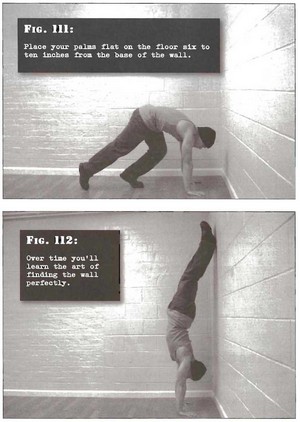 Fig. 111:
Place your palms flat on the floor six to
ten inches from the base of the wall.
Fig. 112:
Over time you'll
learn the art of
finding the wall
perfectly.